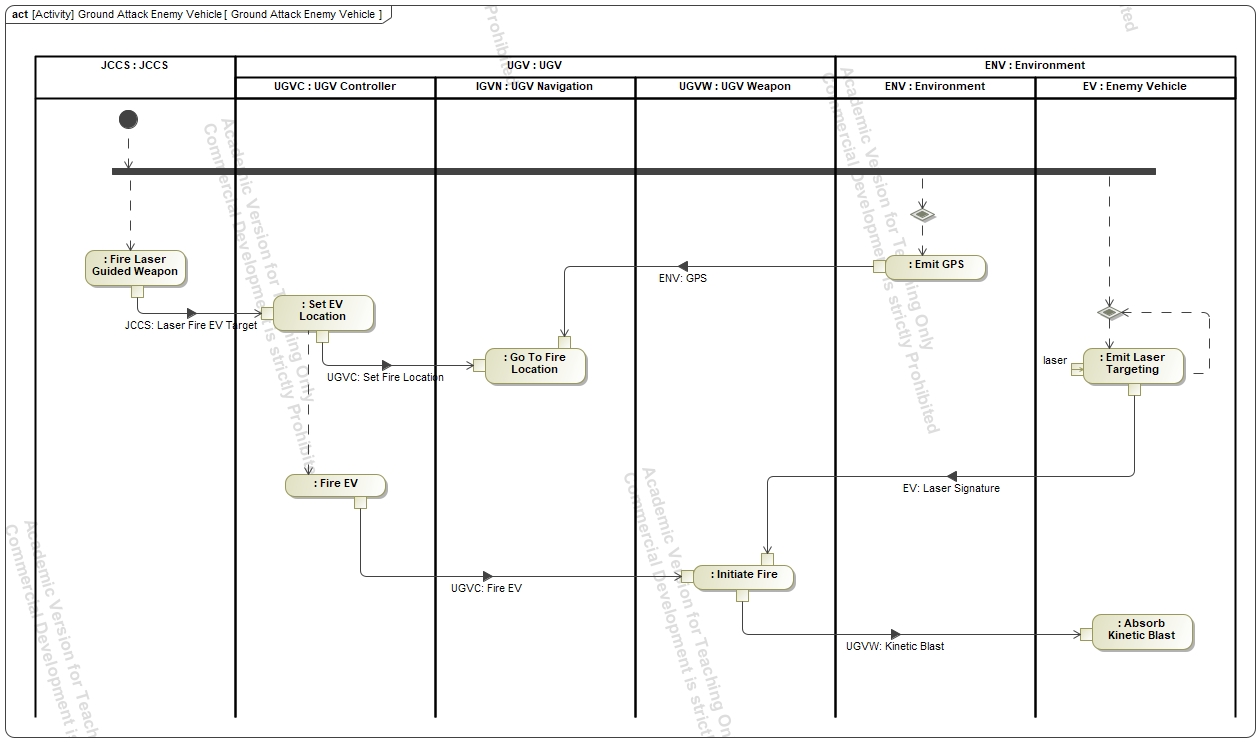 act [Activity] Ground Attack Enemy Vehicle [ Ground Attack Enemy Vehicle ]
JCCS : JCCS
UGV : UGV
ENV : Environment
UGVC : UGV Controller
IGVN : UGV Navigation
UGVW : UGV Weapon
ENV : Environment
EV : Enemy Vehicle
: Fire Laser
Guided Weapon
: Emit GPS
ENV: GPS
: Set EV
Location
JCCS: Laser Fire EV Target
: Go To Fire
Location
UGVC: Set Fire Location
laser
: Emit Laser
Targeting
: Fire EV
EV: Laser Signature
: Initiate Fire
UGVC: Fire EV
: Absorb
Kinetic Blast
UGVW: Kinetic Blast
Academic Version for Teaching Only
Commercial Development is strictly Prohibited
Academic Version for Teaching Only
Commercial Development is strictly Prohibited
Academic Version for Teach
Commercial Development is
Academic Version for Teaching On
Commercial Development is strict
Prohibite
ted